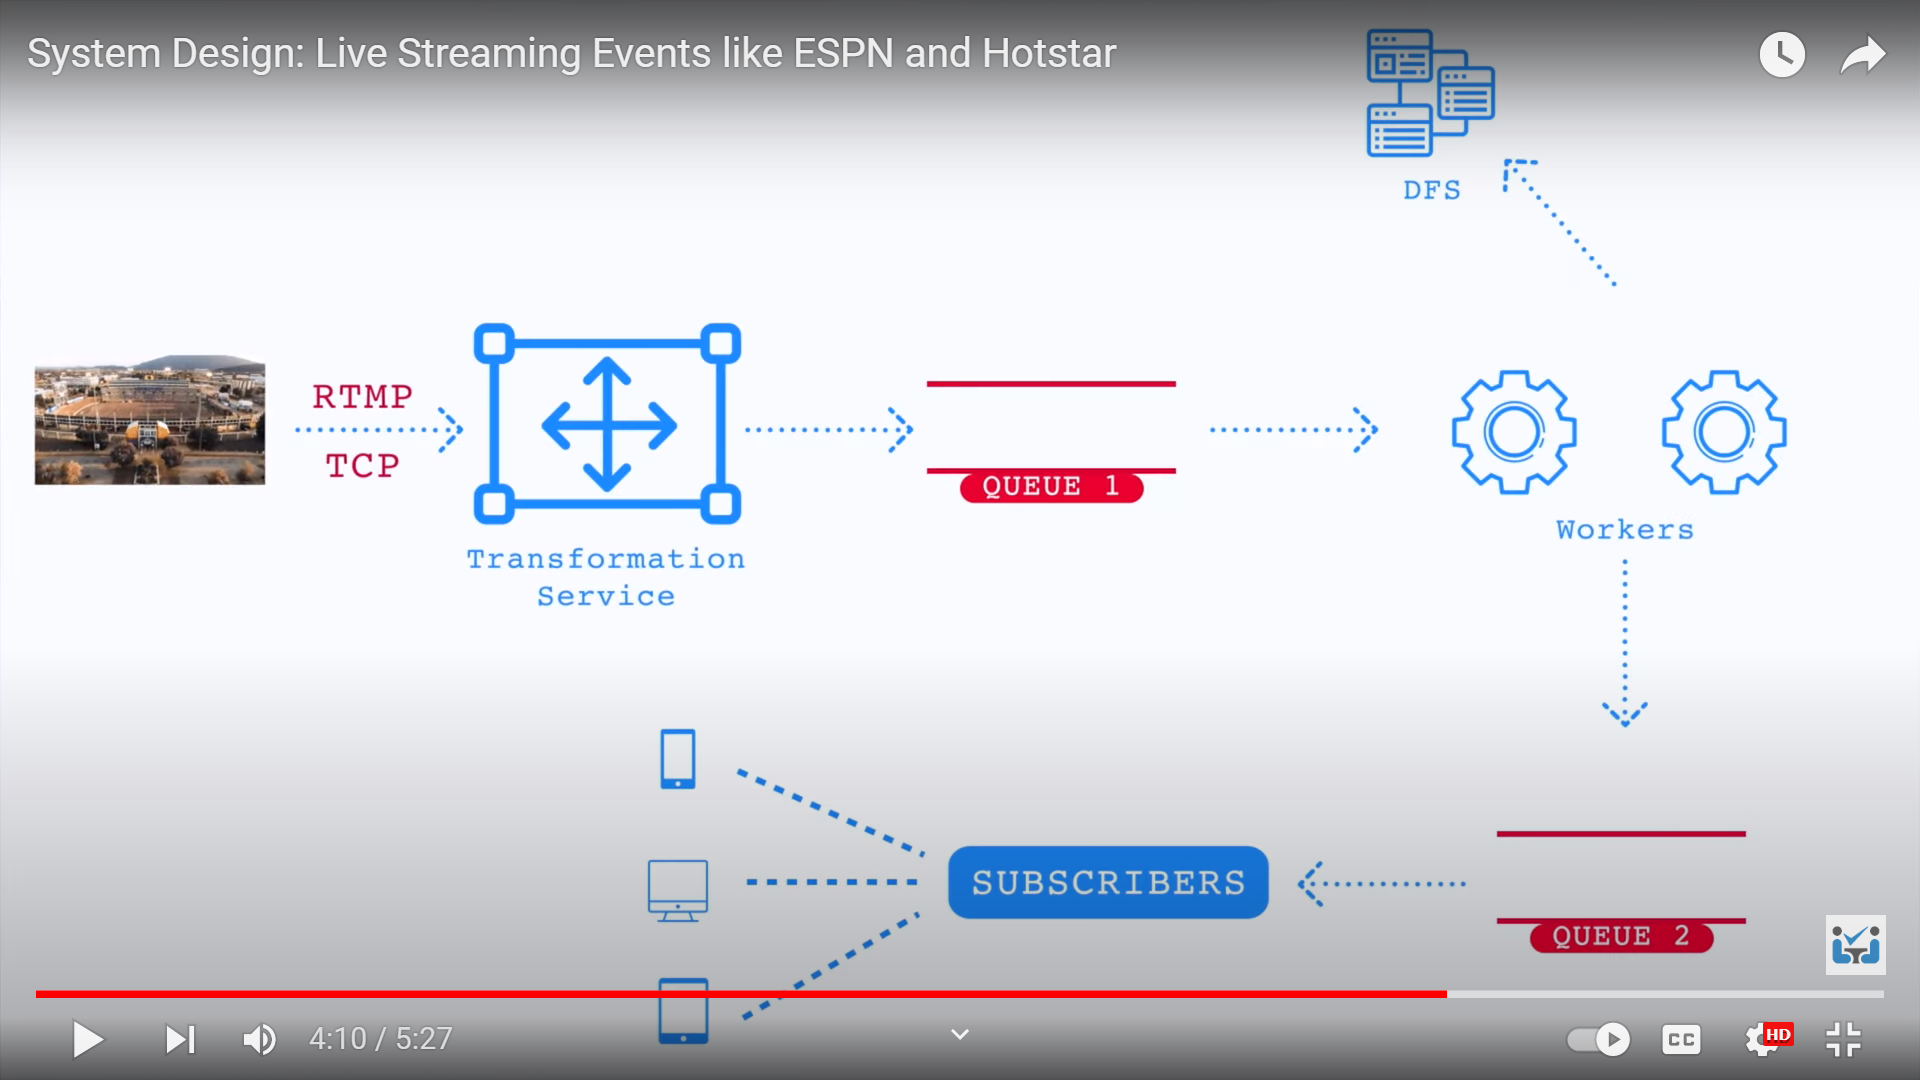 System Design: Live Streaming Events like ESPN and Hotstar
DFS
RTMP
TCP
Transformation
Service
QUEUE 1
Workers
SUBSCRIBERS
QUEUE 2
4:10 / 5:27
CC
HD